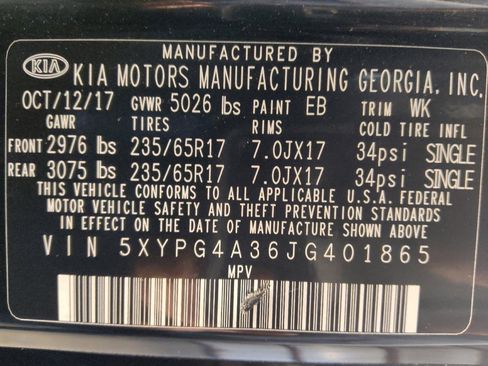 MANUFACTURED BY
KIA KIA MOTORS MANUFACTURING GEORGIA, INC.
OCT/12/17 GVWR 5026 lbs PAINT EB TRIM WK
GAWR TIRES RIMS COLD TIRE INFL
FRONT 2976 lbs 235/65R17 7.0JX17 34psi SINGLE
REAR 3075 lbs 235/65R17 7.0JX17 34psi SINGLE
THIS VEHICLE CONFORMS TO ALL APPLICABLE U.S.A. FEDERAL
MOTOR VEHICLE SAFETY AND THEFT PREVENTION STANDARDS
IN EFFECT ON THE DATE OF MANUFACTURE SHOWN ABOVE
VIN 5XYPG4A36JG401865
MPV